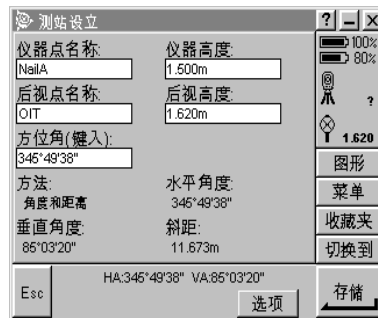 测站设立
? — ×
仪器点名称: 仪器高度:
NailA 1.500m
后视点名称: 后视高度:
OIT 1.620m
方位角(键入):
345°49'38"
方法: 水平角度:
角度和距离 345°49'38"
垂直角度: 斜距:
85°03'20" 11.673m
HA:345°49'38" VA:85°03'20"
Esc
选项
100%
80%
?
1.620
图形
菜单
收藏夹
切换到
存储